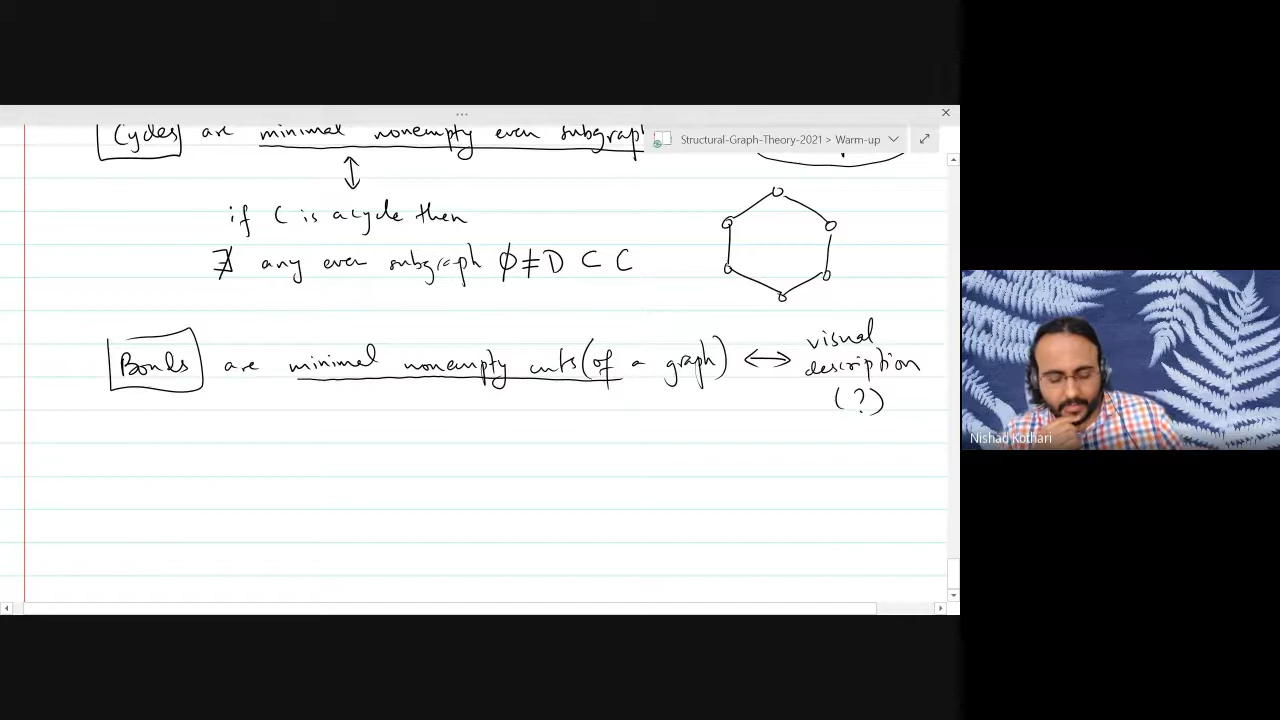 Cycles are minimal nonempty even subgrap
Structural-Graph-Theory-2021 > Warm-up
↕
if C is a cycle then
∄ any even subgraph ∅ ≠ D ⊂ C
Bonds are minimal nonempty cuts (of a graph) ↔ visual
description
(?)
Nishad Kothari